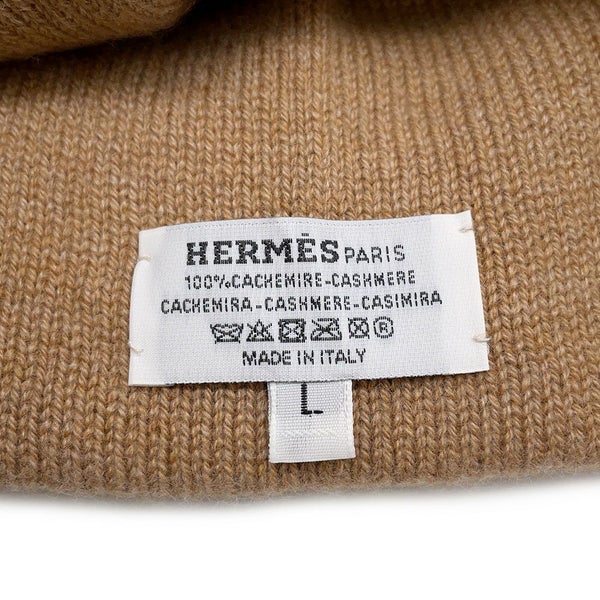 HERMÈS PARIS
100%CACHEMIRE-CASHMERE
CACHEMIRA-CASHMERE-CASIMIRA
®
MADE IN ITALY
L